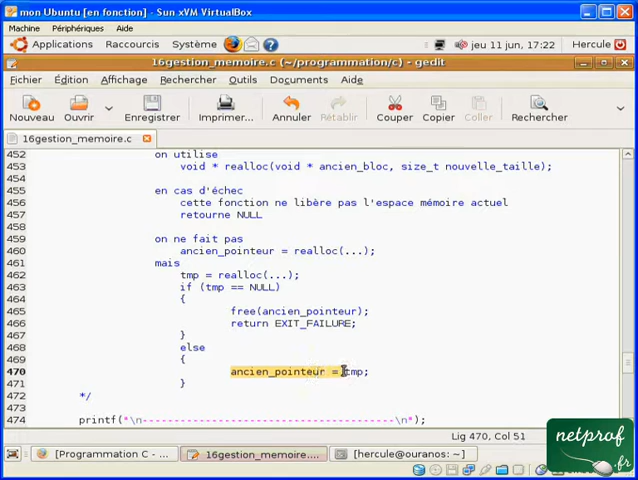 mon Ubuntu [en fonction] - Sun xVM VirtualBox
Machine Périphériques Aide
Applications Raccourcis Système jeu 11 jun, 17:22 Hercule
16gestion_memoire.c (~/programmation/c) - gedit
Fichier Édition Affichage Rechercher Outils Documents Aide
Nouveau Ouvrir Enregistrer Imprimer... Annuler Rétablir Couper Copier Coller Rechercher
16gestion_memoire.c
452 on utilise
453 void * realloc(void * ancien_bloc, size_t nouvelle_taille);
454
455 en cas d'échec
456 cette fonction ne libère pas l'espace mémoire actuel
457 retourne NULL
458
459 on ne fait pas
460 ancien_pointeur = realloc(...);
461 mais
462 tmp = realloc(...);
463 if (tmp == NULL)
464 {
465 free(ancien_pointeur);
466 return EXIT_FAILURE;
467 }
468 else
469 {
470 ancien_pointeur = tmp;
471 }
472 */
473
474 printf("\n---------------------------------------\n");
Lig 470, Col 51
[Programmation C - ... 16gestion_memoire.... [hercule@ouranos: ~]
netprof
.fr